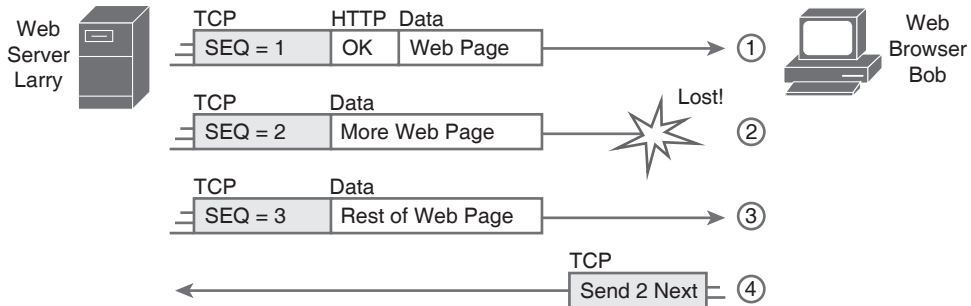 Web
Server
Larry
TCP HTTP Data
SEQ = 1 OK Web Page
1
Web
Browser
Bob
TCP Data
SEQ = 2 More Web Page
Lost!
2
TCP Data
SEQ = 3 Rest of Web Page
3
TCP
Send 2 Next
4